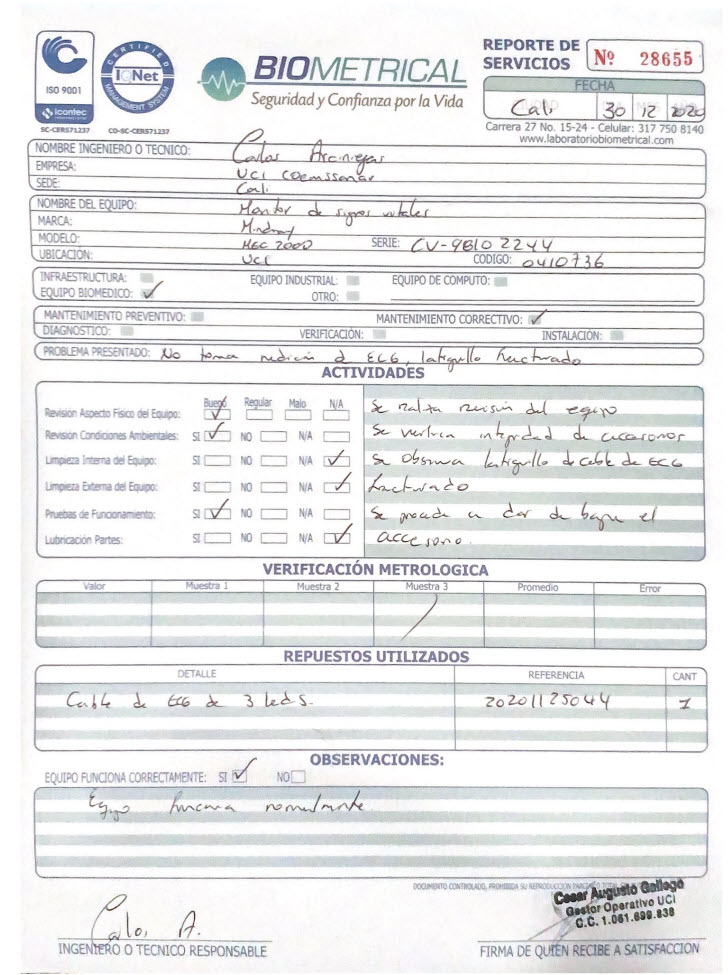 ISO 9001
Icontec
SC-CER571237
CERTIFIED
IQNet
MANAGEMENT SYSTEM
CO-SC-CER571237
BIOMETRICAL
Seguridad y Confianza por la Vida
REPORTE DE SERVICIOS
Nº 28655
FECHA
Cali 30 12 2020
Carrera 27 No. 15-24 - Celular: 317 750 8140
www.laboratoriobiometrical.com
NOMBRE INGENIERO O TECNICO: Carlos Arciniegas
EMPRESA: UCI
SEDE: Cali
NOMBRE DEL EQUIPO: Monitor de signos vitales
MARCA: Mindray
MODELO: MEC 2000 SERIE: CV-9B102244
UBICACIÓN: UCI CODIGO: 0410736
INFRAESTRUCTURA: EQUIPO INDUSTRIAL: EQUIPO DE COMPUTO:
EQUIPO BIOMEDICO: ✓ OTRO:
MANTENIMIENTO PREVENTIVO: MANTENIMIENTO CORRECTIVO: ✓
DIAGNOSTICO: VERIFICACIÓN: INSTALACIÓN:
PROBLEMA PRESENTADO: No toma medicion d ECG, latiguillo fracturado
ACTIVIDADES
Bueno Regular Malo N/A
Revisión Aspecto Físico del Equipo: ✓
Revisión Condiciones Ambientales: SI ✓ NO N/A
Limpieza Interna del Equipo: SI NO N/A ✓
Limpieza Externa del Equipo: SI NO N/A ✓
Pruebas de Funcionamiento: SI ✓ NO N/A
Lubricación Partes: SI NO N/A ✓
Se realiza revisión del equipo
Se verifica integridad de accesorios
Se observa latiguillo de cable de ECG
fracturado
Se procede a dar de baja el
accesorio.
VERIFICACIÓN METROLOGICA
Valor Muestra 1 Muestra 2 Muestra 3 Promedio Error
REPUESTOS UTILIZADOS
DETALLE REFERENCIA CANT
Cable de ECG de 3 leds. 20201125044 1
OBSERVACIONES:
EQUIPO FUNCIONA CORRECTAMENTE: SI ✓ NO
Equipo funciona normalmente
DOCUMENTO CONTROLADO, PROHIBIDA SU REPRODUCCION PARCIAL O TOTAL
Cesar Augusto Gallego
Gestor Operativo UCI
C.C. 1.061.699.838
Carlos A.
INGENIERO O TECNICO RESPONSABLE
FIRMA DE QUIEN RECIBE A SATISFACCION